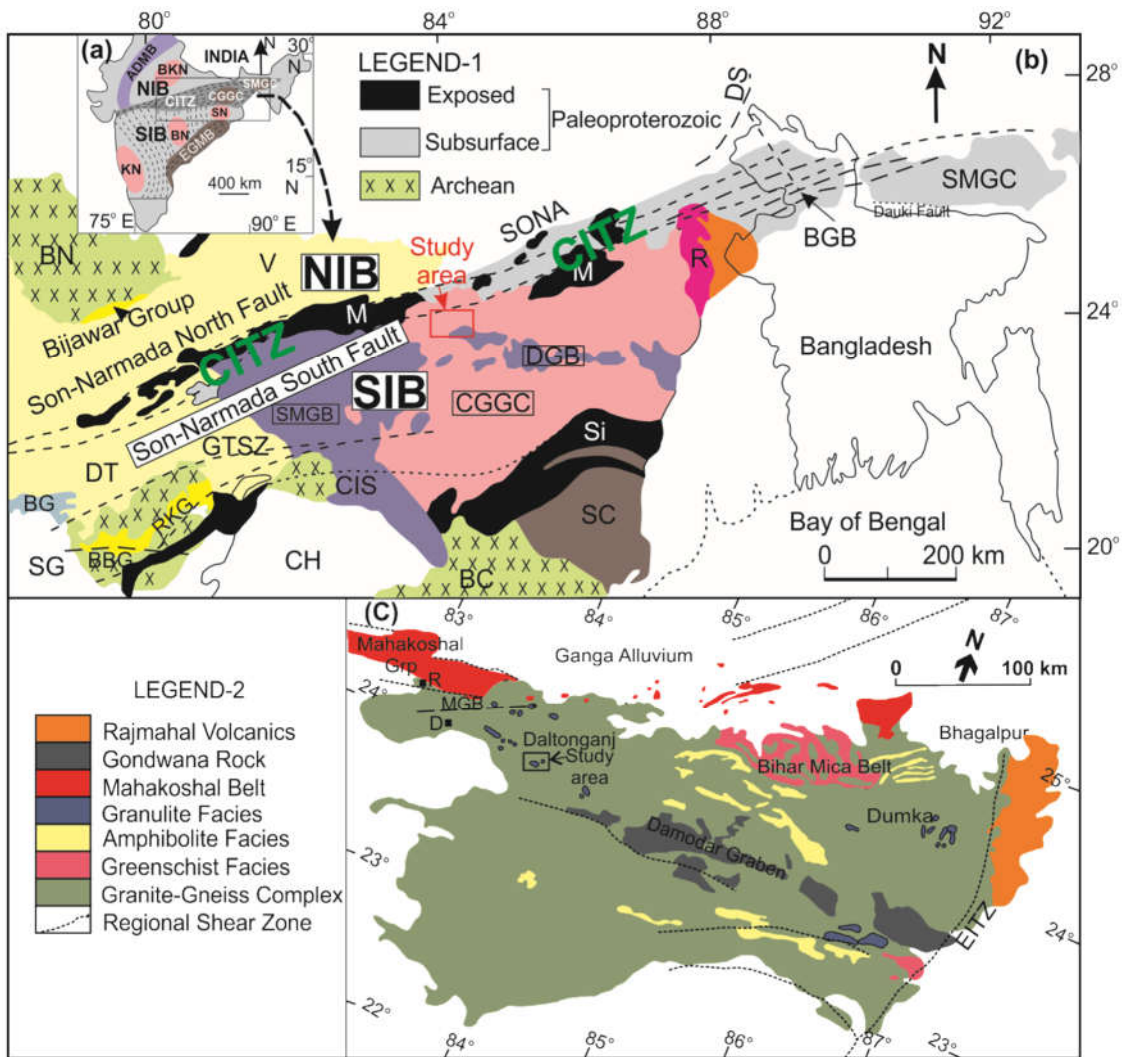 80°
84°
88°
92°
(a)
INDIA
N
30°
N
ADMB
BKN
NIB
SMGC
CGGC
CITZ
SN
SIB
BN
EGMB
KN
15°
N
400 km
75° E
90° E
LEGEND-1
Exposed
Subsurface
Paleoproterozoic
Archean
(b)
N
28°
DS
SMGC
Dauki Fault
BGB
SONA
CITZ
M
R
Study
area
BN
V
NIB
Bijawar Group
Son-Narmada North Fault
M
CITZ
24°
Bangladesh
Son-Narmada South Fault
DGB
SIB
SMGB
CGGC
GTSZ
Si
DT
CIS
BG
RKG
SC
SG
BBG
CH
BC
Bay of Bengal
0 200 km
20°
(C)
83°
84°
85°
86°
87°
Mahakoshal
Grp
R
Ganga Alluvium
N
0 100 km
24°
MGB
D
Daltonganj
Study
area
Bihar Mica Belt
Bhagalpur
25°
Dumka
Damodar Graben
23°
EITZ
24°
22°
84°
85°
86°
87°
23°
LEGEND-2
Rajmahal Volcanics
Gondwana Rock
Mahakoshal Belt
Granulite Facies
Amphibolite Facies
Greenschist Facies
Granite-Gneiss Complex
Regional Shear Zone